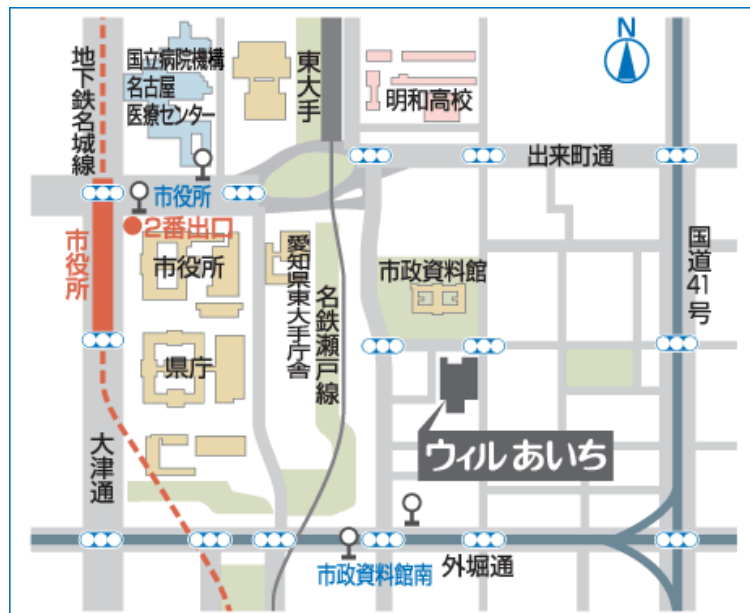 N
地下鉄名城線
国立病院機構
名古屋
医療センター
東大手
明和高校
出来町通
市役所
2番出口
市役所
市役所
愛知県東大手庁舎
名鉄瀬戸線
市政資料館
国道41号
県庁
ウィルあいち
大津通
市政資料館南
外堀通